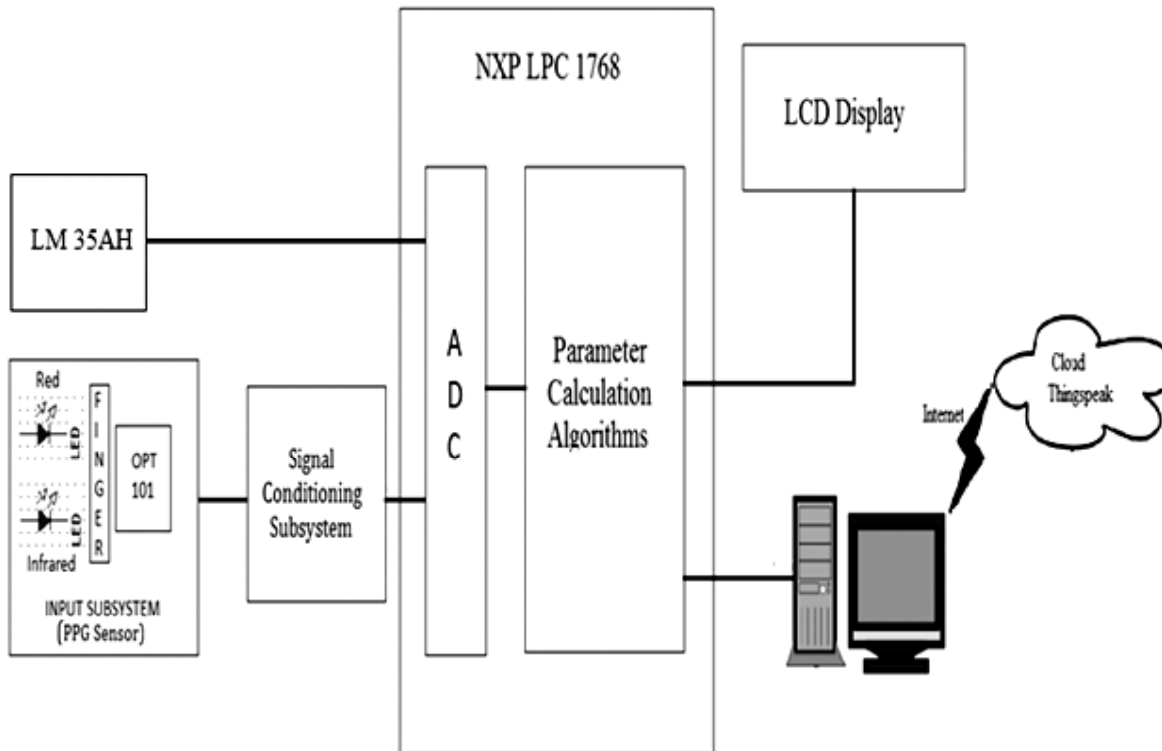 NXP LPC 1768
LCD Display
LM 35AH
A
D
C
Parameter
Calculation
Algorithms
Red
LED
FINGER
OPT
101
LED
Infrared
INPUT SUBSYSTEM
(PPG Sensor)
Signal
Conditioning
Subsystem
Cloud
Thingspeak
Internet